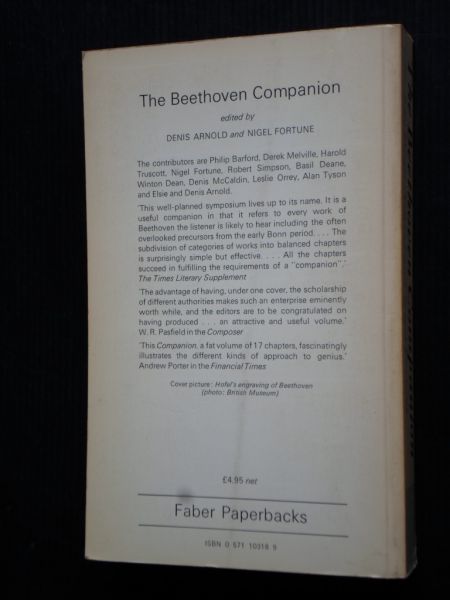 The Beethoven Companion
edited by
DENIS ARNOLD and NIGEL FORTUNE
The contributors are Philip Barford, Derek Melville, Harold
Truscott, Nigel Fortune, Robert Simpson, Basil Deane,
Winton Dean, Denis McCaldin, Leslie Orrey, Alan Tyson
and Elsie and Denis Arnold.
'This well-planned symposium lives up to its name. It is a
useful companion in that it refers to every work of
Beethoven the listener is likely to hear including the often
overlooked precursors from the early Bonn period. . . . The
subdivision of categories of works into balanced chapters
is surprisingly simple but effective. . . . All the chapters
succeed in fulfilling the requirements of a "companion".'
The Times Literary Supplement
'The advantage of having, under one cover, the scholarship
of different authorities makes such an enterprise eminently
worth while, and the editors are to be congratulated on
having produced . . . an attractive and useful volume.'
W. R. Pasfield in the Composer
'This Companion, a fat volume of 17 chapters, fascinatingly
illustrates the different kinds of approach to genius.'
Andrew Porter in the Financial Times
Cover picture: Hofel's engraving of Beethoven
(photo: British Museum)
£4.95 net
Faber Paperbacks
ISBN 0 571 10318 9
The Beethoven Companion